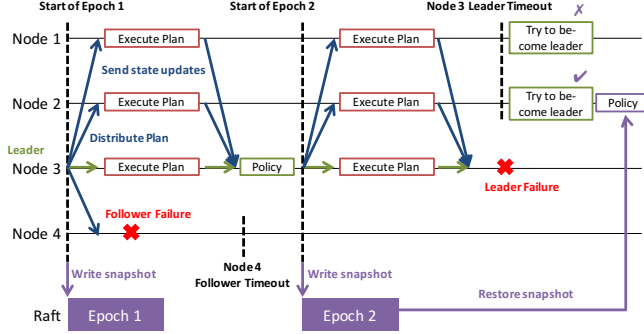 Start of Epoch 1
Start of Epoch 2
Node 3 Leader Timeout
✗
Node 1
Execute Plan
Execute Plan
Try to be-
come leader
Send state updates
✓
Node 2
Execute Plan
Execute Plan
Try to be-
come leader
Policy
Distribute Plan
Leader
Node 3
Execute Plan
Policy
Execute Plan
Leader Failure
Follower Failure
Node 4
Node 4
Follower Timeout
Write snapshot
Write snapshot
Restore snapshot
Raft
Epoch 1
Epoch 2